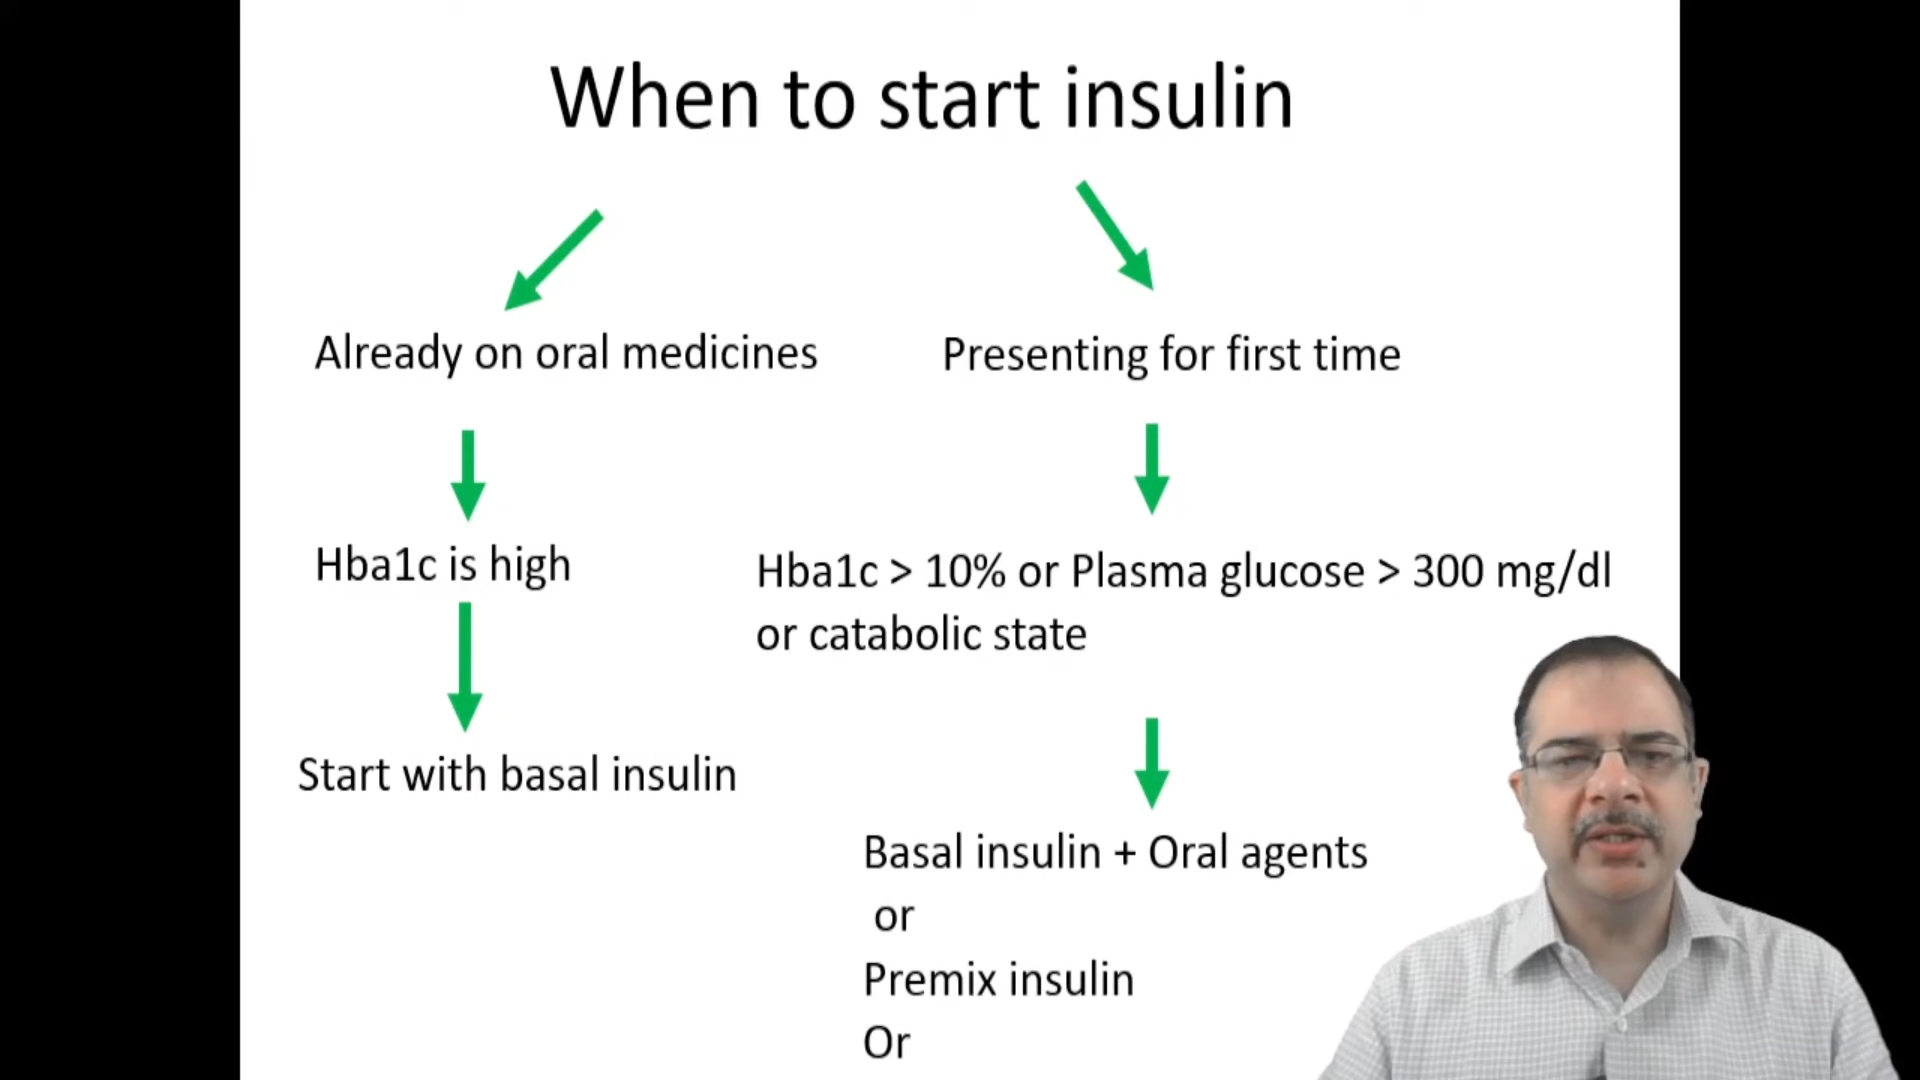 When to start insulin
Already on oral medicines
Presenting for first time
Hba1c is high
Hba1c > 10% or Plasma glucose > 300 mg/dl
or catabolic state
Start with basal insulin
Basal insulin + Oral agents
or
Premix insulin
Or